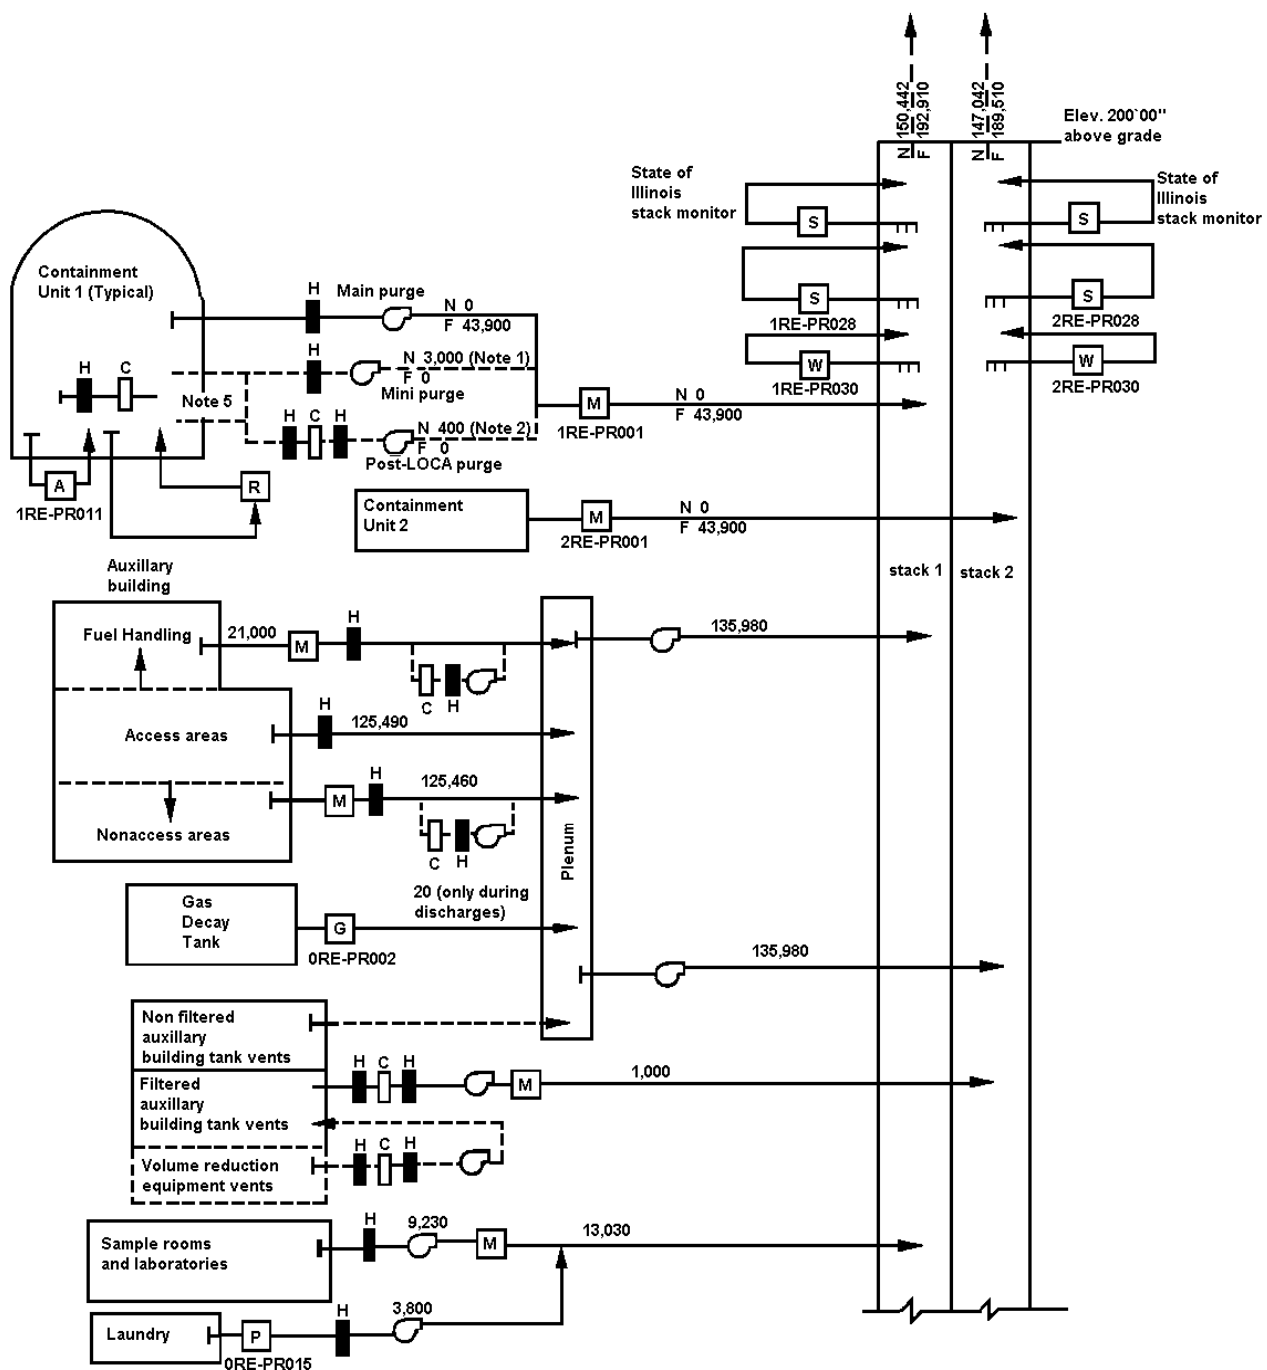 N 150,442
F 192,910
N 147,042
F 189,510
Elev. 200`00"
above grade
State of
Illinois
stack monitor
State of
Illinois
stack monitor
S
S
S
1RE-PR028
S
2RE-PR028
W
1RE-PR030
W
2RE-PR030
Containment
Unit 1 (Typical)
H
Main purge
N 0
F 43,900
H
N 3,000 (Note 1)
F 0
Mini purge
H
C
Note 5
H
C
H
N 400 (Note 2)
F 0
Post-LOCA purge
M
1RE-PR001
N 0
F 43,900
A
1RE-PR011
R
Containment
Unit 2
M
2RE-PR001
N 0
F 43,900
stack 1
stack 2
Auxillary
building
Fuel Handling
21,000
M
H
C
H
135,980
Access areas
H
125,490
Nonaccess areas
M
H
125,460
C
H
Plenum
Gas
Decay
Tank
G
0RE-PR002
20 (only during
discharges)
135,980
Non filtered
auxillary
building tank vents
Filtered
auxillary
building tank vents
H
C
H
M
1,000
Volume reduction
equipment vents
H
C
H
Sample rooms
and laboratories
H
9,230
M
13,030
Laundry
P
0RE-PR015
H
3,800